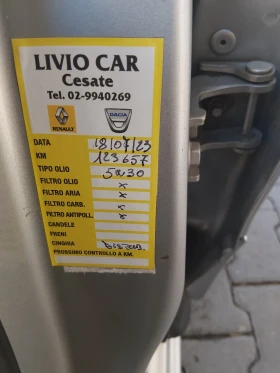 LIVIO CAR
Cesate
Tel. 02-9940269
RENAULT DACIA
DATA 18/07/23
KM 123657
TIPO OLIO 5W30
FILTRO OLIO x
FILTRO ARIA x
FILTRO CARB. x
FILTRO ANTIPOLL. x
CANDELE
FRENI
CINGHIA
PROSSIMO CONTROLLO A KM.